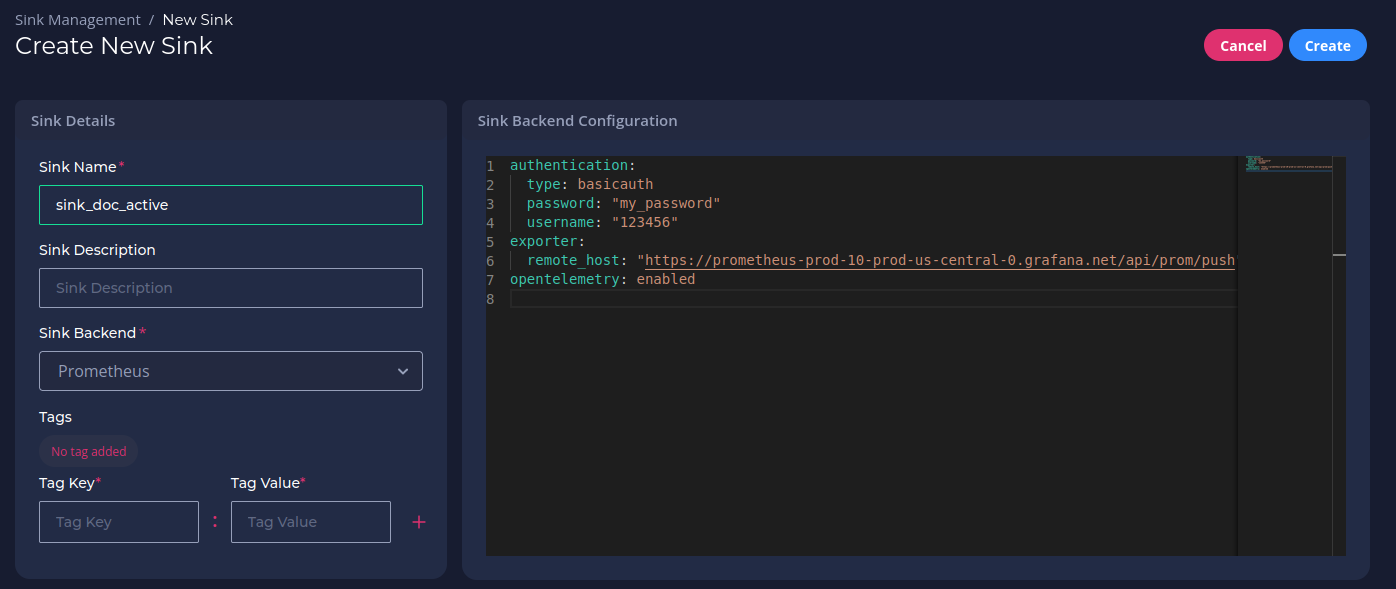 Sink Management / New Sink
Create New Sink
Cancel
Create
Sink Details
Sink Name*
sink_doc_active
Sink Description
Sink Description
Sink Backend *
Prometheus
Tags
No tag added
Tag Key*
Tag Value*
Tag Key
:
Tag Value
+
Sink Backend Configuration
1 authentication:
2 type: basicauth
3 password: "my_password"
4 username: "123456"
5 exporter:
6 remote_host: "https://prometheus-prod-10-prod-us-central-0.grafana.net/api/prom/push
7 opentelemetry: enabled
8